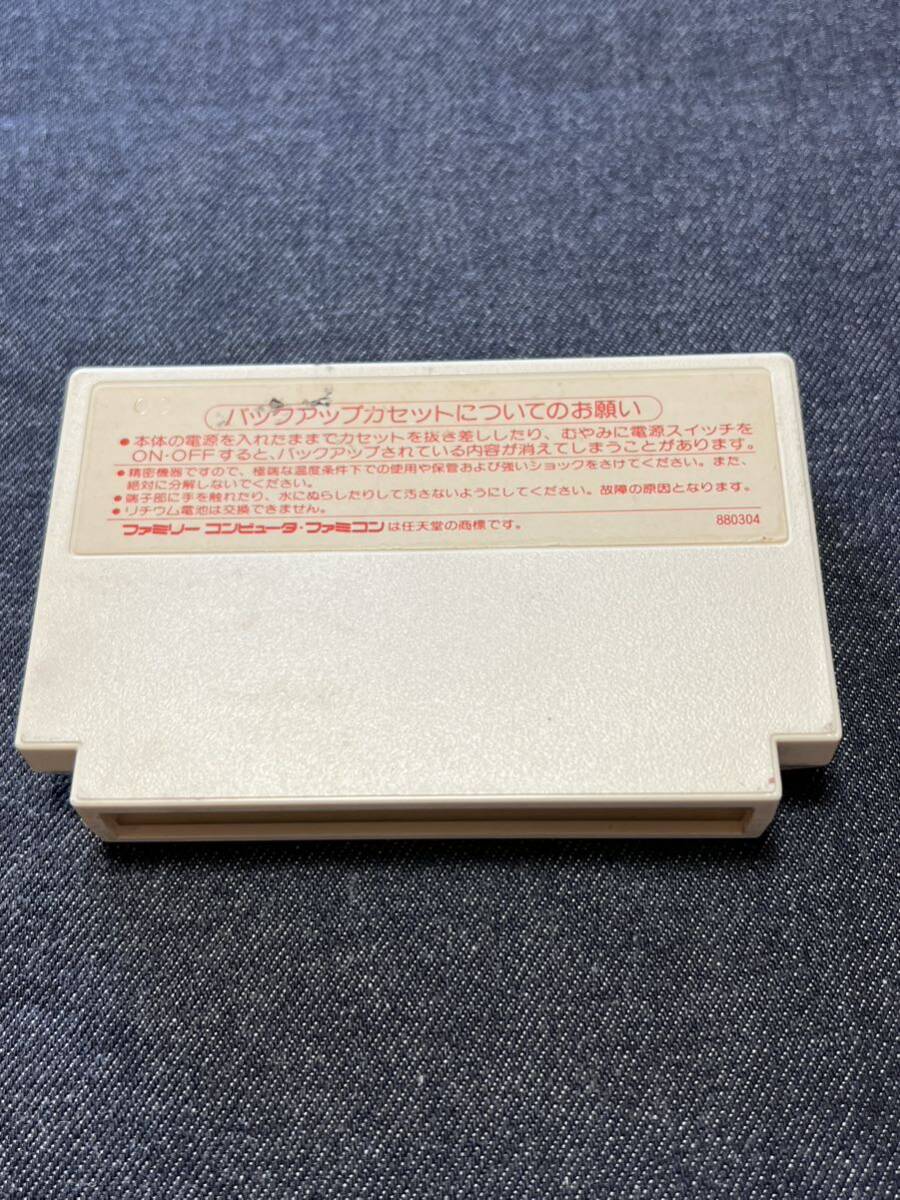 バックアップカセットについてのお願い
●本体の電源を入れたままでカセットを抜き差ししたり、むやみに電源スイッチを
ON・OFFすると、バックアップされている内容が消えてしまうことがあります。
●精密機器ですので、極端な温度条件下での使用や保管および強いショックをさけてください。また、
絶対に分解しないでください。
●端子部に手を触れたり、水にぬらしたりして汚さないようにしてください。故障の原因となります。
●リチウム電池は交換できません。
ファミリー コンピュータ・ファミコンは任天堂の商標です。 880304